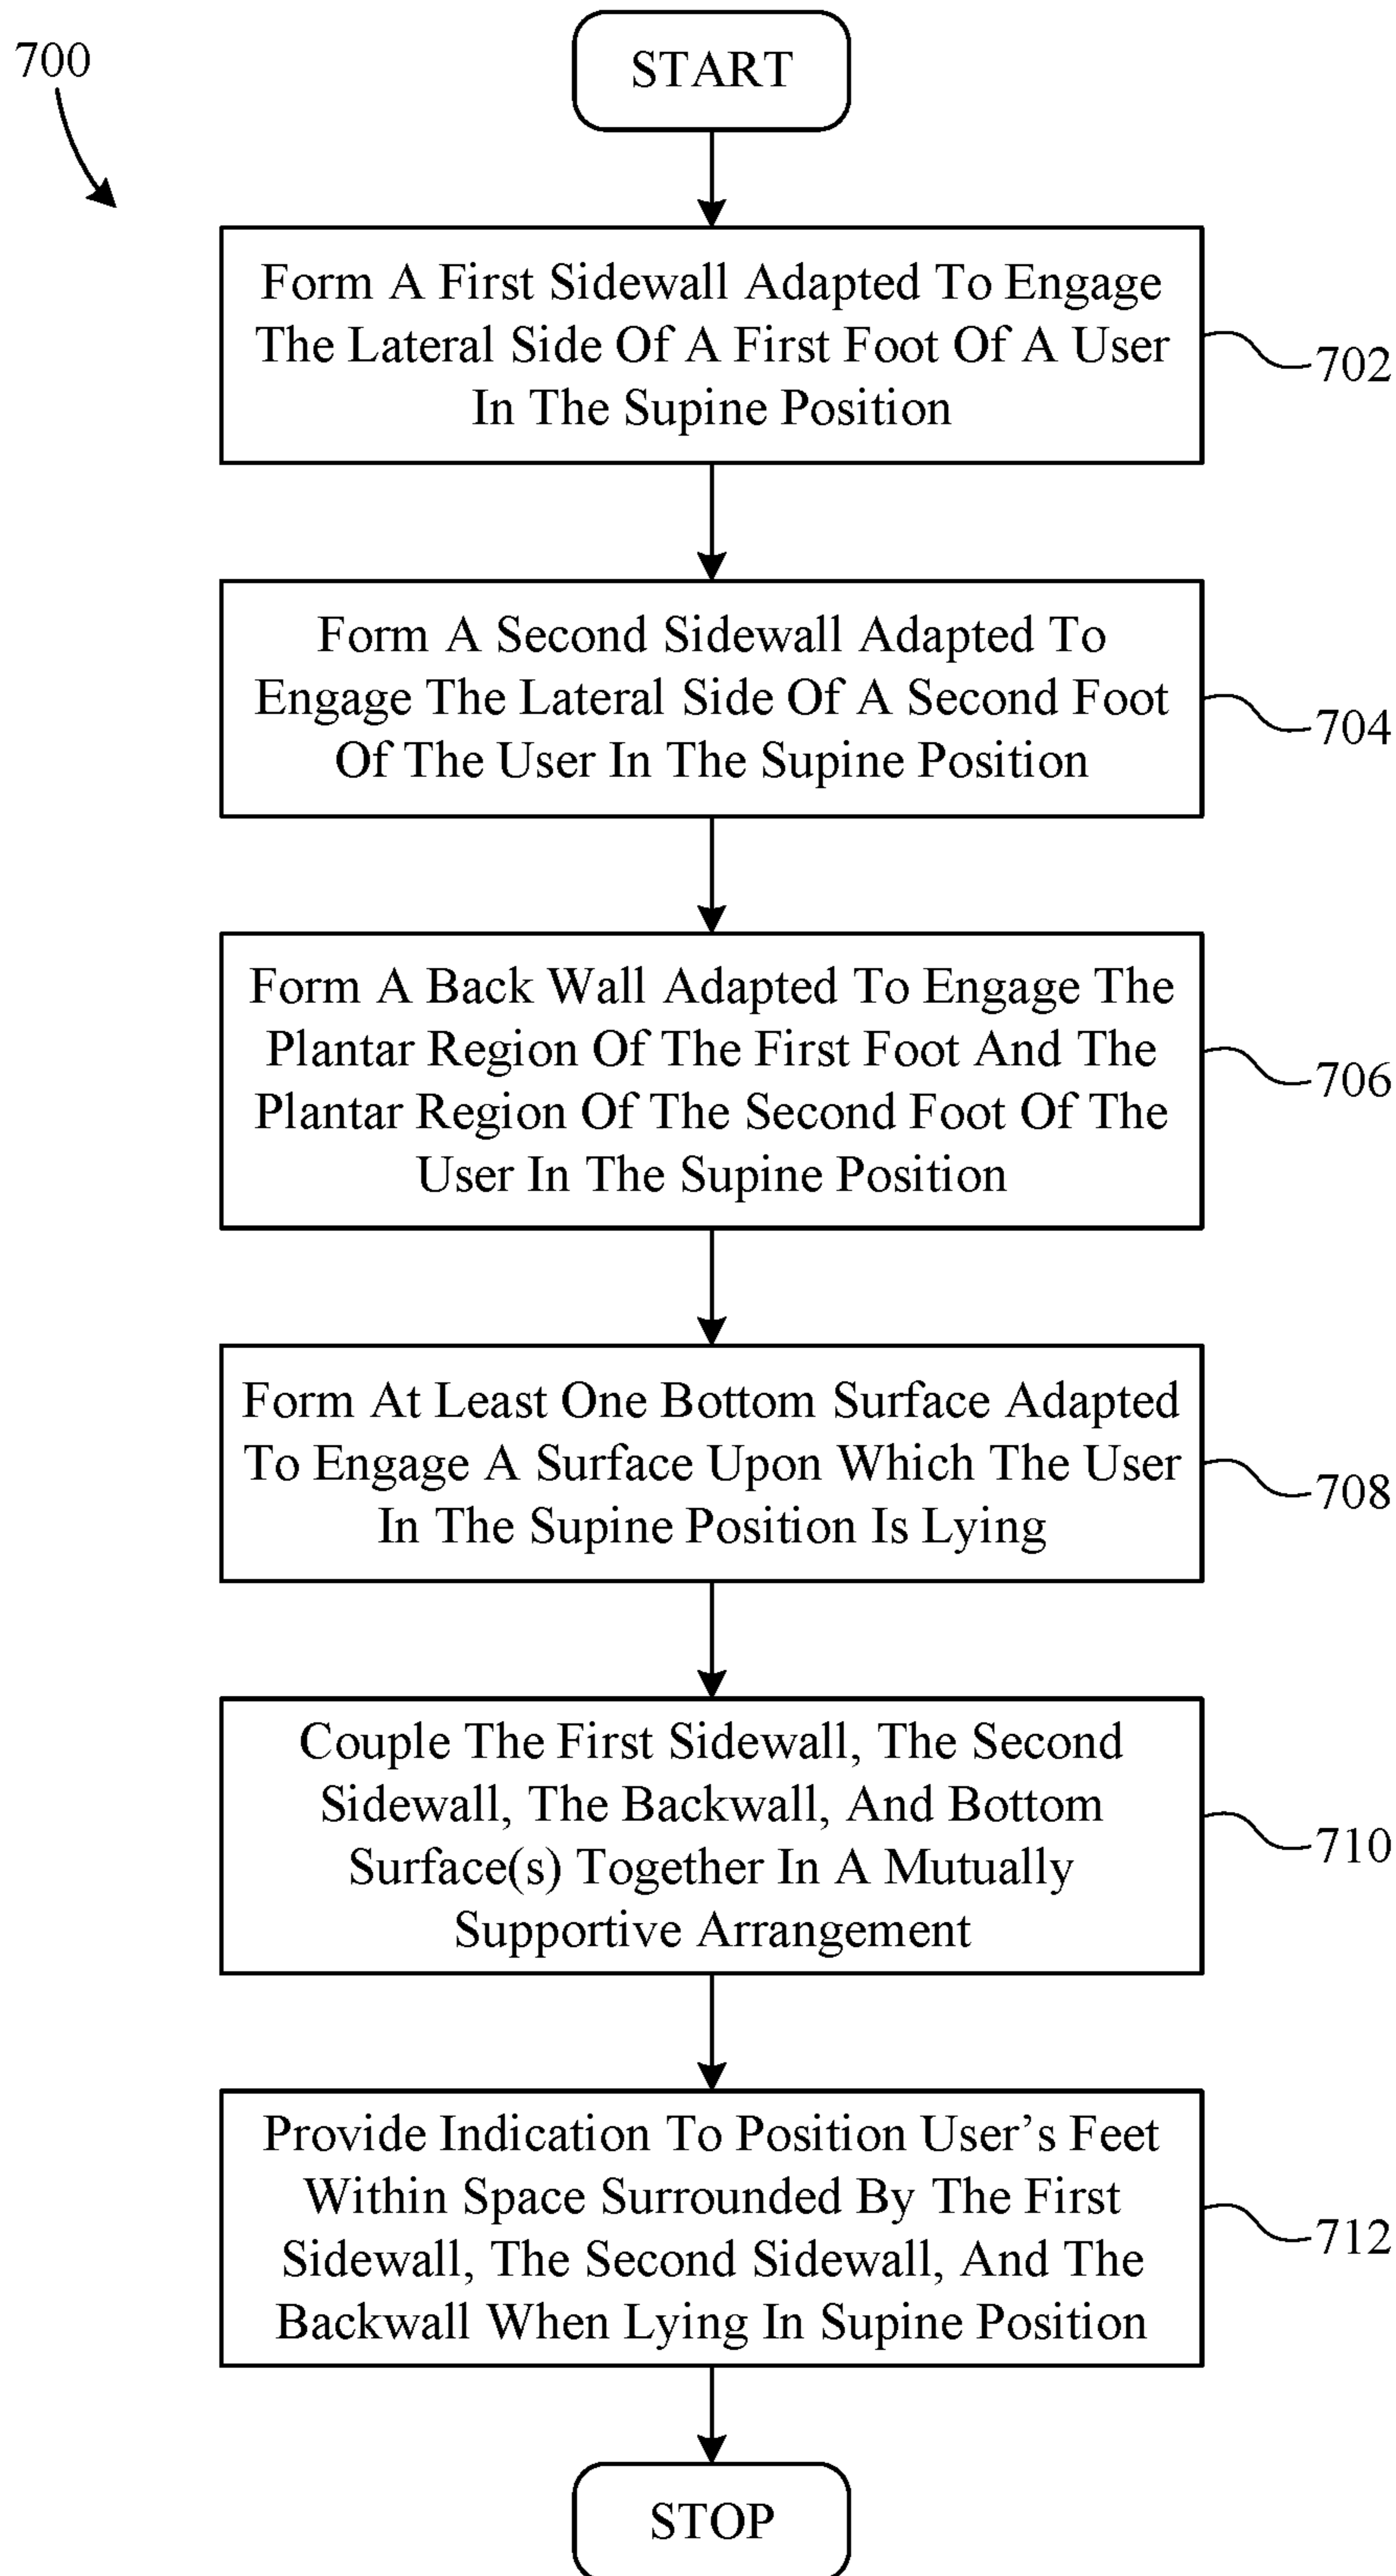 700
START
Form A First Sidewall Adapted To Engage
The Lateral Side Of A First Foot Of A User
In The Supine Position
702
Form A Second Sidewall Adapted To
Engage The Lateral Side Of A Second Foot
Of The User In The Supine Position
704
Form A Back Wall Adapted To Engage The
Plantar Region Of The First Foot And The
Plantar Region Of The Second Foot Of The
User In The Supine Position
706
Form At Least One Bottom Surface Adapted
To Engage A Surface Upon Which The User
In The Supine Position Is Lying
708
Couple The First Sidewall, The Second
Sidewall, The Backwall, And Bottom
Surface(s) Together In A Mutually
Supportive Arrangement
710
Provide Indication To Position User’s Feet
Within Space Surrounded By The First
Sidewall, The Second Sidewall, And The
Backwall When Lying In Supine Position
712
STOP